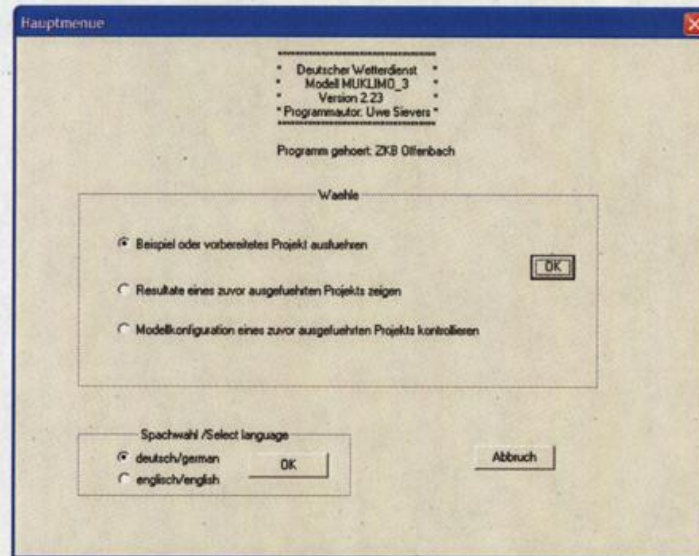 Hauptmenue
************************************
* Deutscher Wetterdienst *
* Modell MUKLIMO_3 *
* Version 2.23 *
* Programmautor: Uwe Sievers *
************************************
Programm gehoert: ZKB Offenbach
Waehle
Beispiel oder vorbereitetes Projekt ausfuehren
OK
Resultate eines zuvor ausgefuehrten Projekts zeigen
Modellkonfiguration eines zuvor ausgefuehrten Projekts kontrollieren
Spachwahl /Select language
deutsch/german
OK
englisch/english
Abbruch